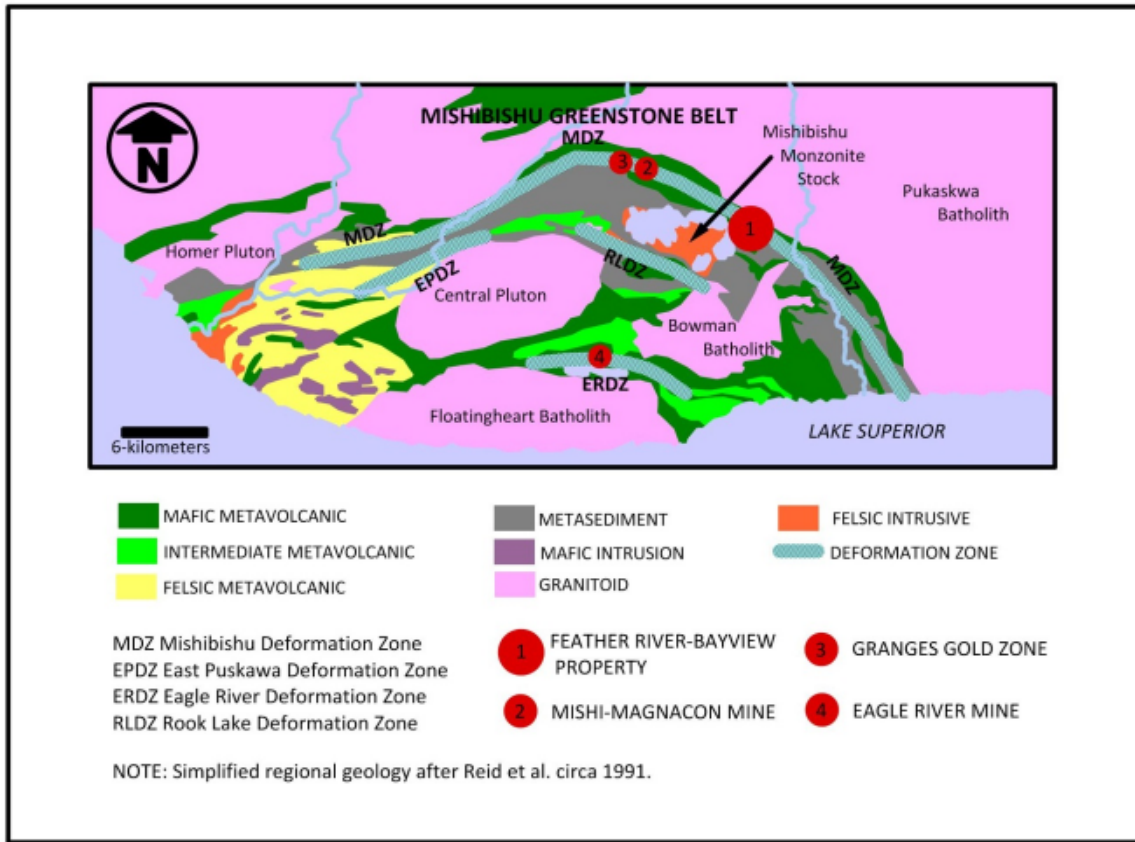 MISHIBISHU GREENSTONE BELT
MDZ
Mishibishu
Monzonite
Stock
N
3
2
Pukaskwa
Batholith
1
Homer Pluton
MDZ
EPDZ
RLDZ
MDZ
Central Pluton
Bowman
Batholith
4
ERDZ
Floatingheart Batholith
LAKE SUPERIOR
6-kilometers
MAFIC METAVOLCANIC
INTERMEDIATE METAVOLCANIC
FELSIC METAVOLCANIC
METASEDIMENT
MAFIC INTRUSION
GRANITOID
FELSIC INTRUSIVE
DEFORMATION ZONE
MDZ Mishibishu Deformation Zone
EPDZ East Puskawa Deformation Zone
ERDZ Eagle River Deformation Zone
RLDZ Rook Lake Deformation Zone
1 FEATHER RIVER-BAYVIEW
PROPERTY
2 MISHI-MAGNACON MINE
3 GRANGES GOLD ZONE
4 EAGLE RIVER MINE
NOTE: Simplified regional geology after Reid et al. circa 1991.